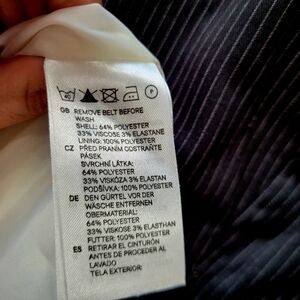 40
GB REMOVE BELT BEFORE
WASH
SHELL: 64% POLYESTER
33% VISCOSE 3% ELASTANE
LINING: 100% POLYESTER
CZ PŘED PRANÍM ODSTRAŇTE
PÁSEK
SVRCHNÍ LÁTKA:
64% POLYESTER
33% VISKÓZA 3% ELASTAN
PODŠÍVKA: 100% POLYESTER
DE DEN GÜRTEL VOR DER
WÄSCHE ENTFERNEN
OBERMATERIAL:
64% POLYESTER
33% VISKOSE 3% ELASTHAN
FUTTER: 100% POLYESTER
ES RETIRAR EL CINTURÓN
ANTES DE PROCEDER AL
LAVADO
TELA EXTERIOR: